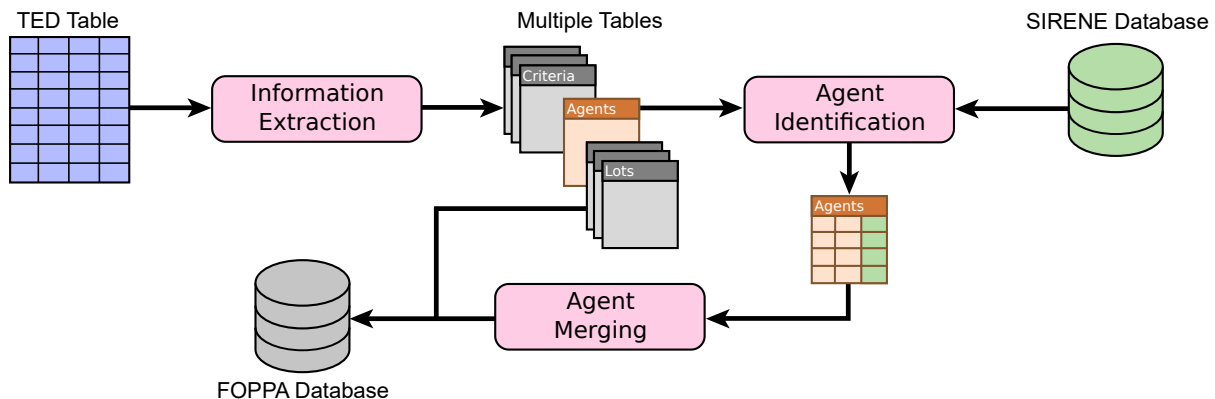 TED Table
Multiple Tables
SIRENE Database
Information
Extraction
Criteria
Agents
Lots
Agent
Identification
Agents
Agent
Merging
FOPPA Database